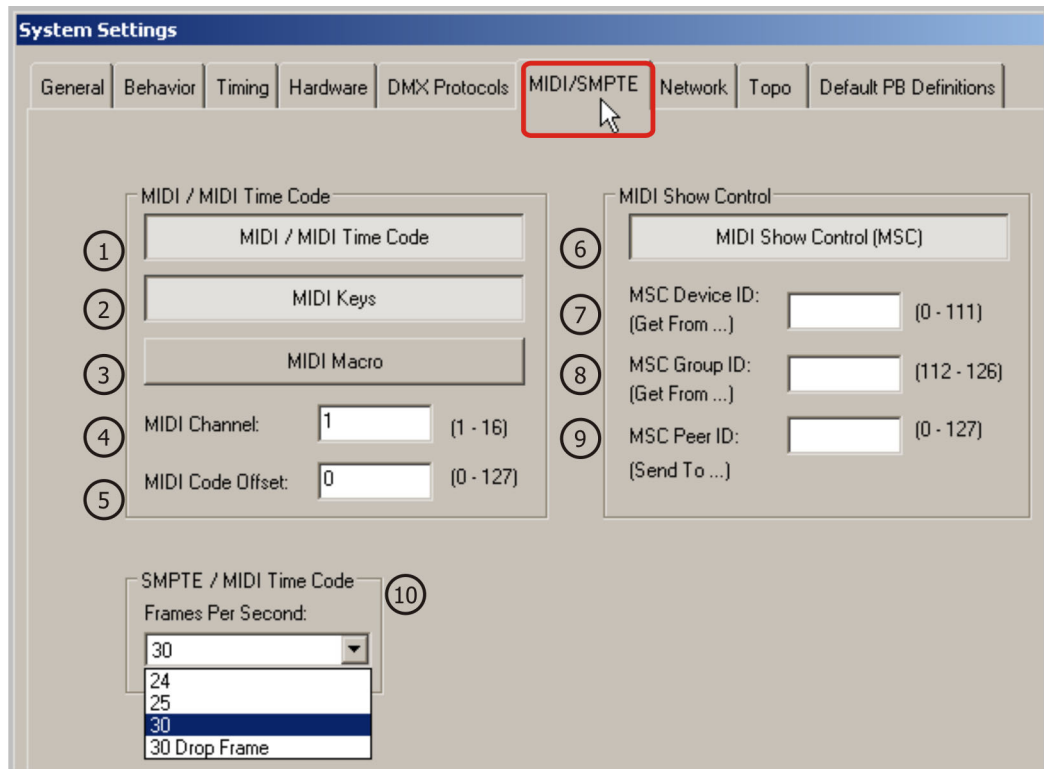 System Settings
General Behavior Timing Hardware DMX Protocols MIDI/SMPTE Network Topo Default PB Definitions
MIDI / MIDI Time Code
1 MIDI / MIDI Time Code
2 MIDI Keys
3 MIDI Macro
4 MIDI Channel: 1 (1 - 16)
5 MIDI Code Offset: 0 (0 - 127)
MIDI Show Control
6 MIDI Show Control (MSC)
7 MSC Device ID: (0 - 111)
(Get From ...)
8 MSC Group ID: (112 - 126)
(Get From ...)
9 MSC Peer ID: (0 - 127)
(Send To ...)
SMPTE / MIDI Time Code 10
Frames Per Second:
30
24
25
30
30 Drop Frame